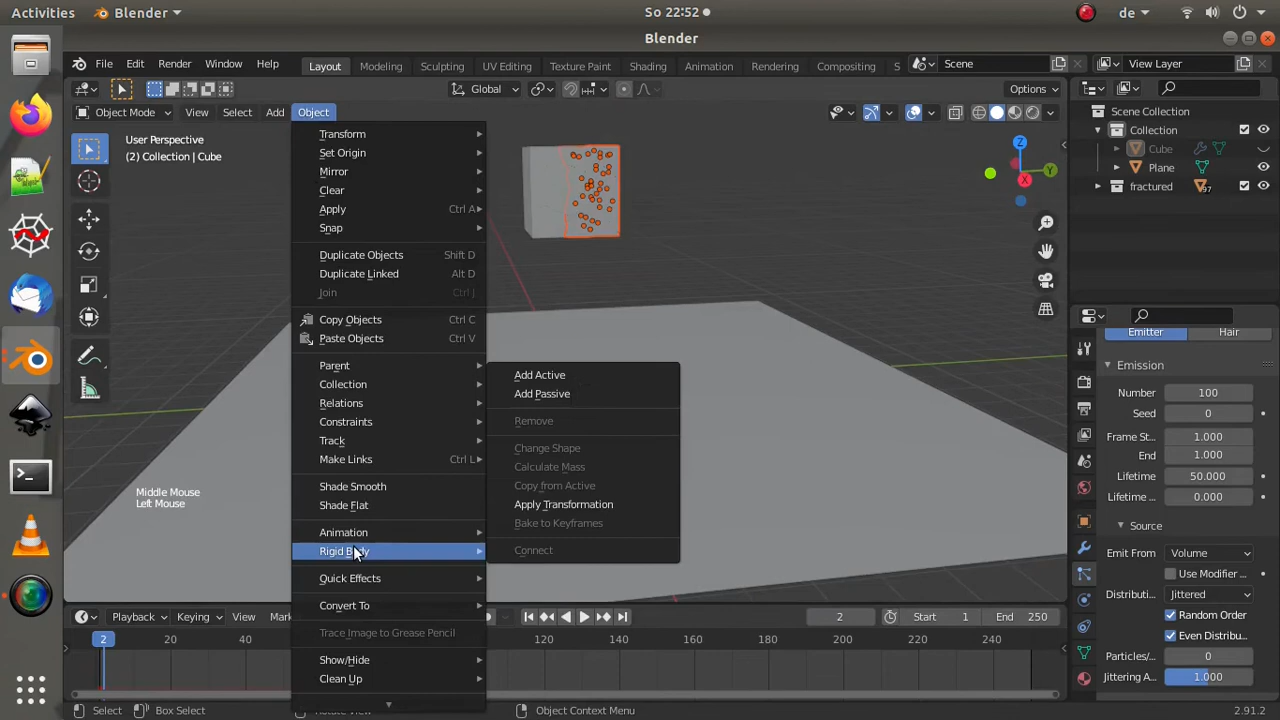 Activities
Blender
So 22:52
de
Blender
File Edit Render Window Help
Layout Modeling Sculpting UV Editing Texture Paint Shading Animation Rendering Compositing S
Scene
View Layer
Global
Options
Object Mode View Select Add Object
User Perspective
(2) Collection | Cube
Transform
Set Origin
Mirror
Clear
Apply Ctrl A
Snap
Duplicate Objects Shift D
Duplicate Linked Alt D
Join Ctrl J
Copy Objects Ctrl C
Paste Objects Ctrl V
Parent
Collection
Relations
Constraints
Track
Make Links Ctrl L
Shade Smooth
Shade Flat
Animation
Rigid Body
Quick Effects
Convert To
Trace Image to Grease Pencil
Show/Hide
Clean Up
Add Active
Add Passive
Remove
Change Shape
Calculate Mass
Copy from Active
Apply Transformation
Bake to Keyframes
Connect
Z
Y
X
Middle Mouse
Left Mouse
Scene Collection
Collection
Cube
Plane
fractured 97
Emitter Hair
Emission
Number 100
Seed 0
Frame St... 1.000
End 1.000
Lifetime 50.000
Lifetime ... 0.000
Source
Emit From Volume
Use Modifier ...
Distributi... Jittered
Random Order
Even Distribu...
Particles/... 0
Jittering A... 1.000
Playback Keying View Mar
2
Start 1
End 250
2 20 40 60 120 140 160 180 200 220 240
Select Box Select Rotate View Object Context Menu 2.91.2